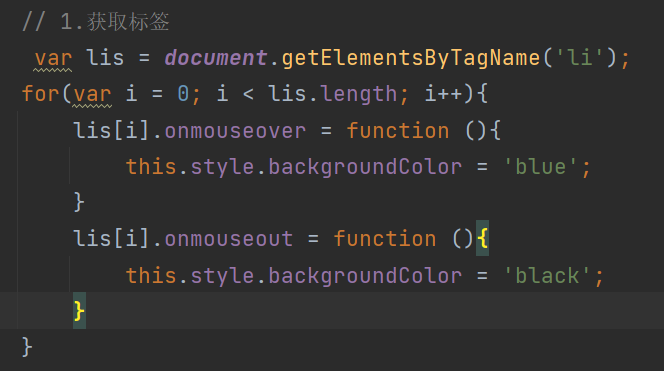 // 1.获取标签
var lis = document.getElementsByTagName('li');
for(var i = 0; i < lis.length; i++){
lis[i].onmouseover = function (){
this.style.backgroundColor = 'blue';
}
lis[i].onmouseout = function (){
this.style.backgroundColor = 'black';
}
}